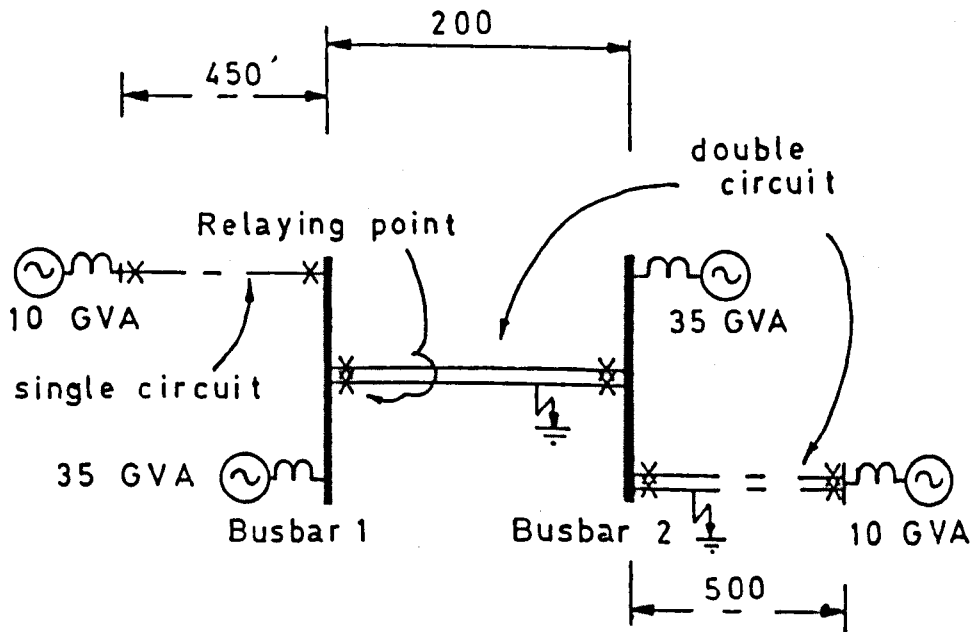 200
450'
double
circuit
Relaying point
10 GVA
35 GVA
single circuit
35 GVA
Busbar 1
Busbar 2
10 GVA
500